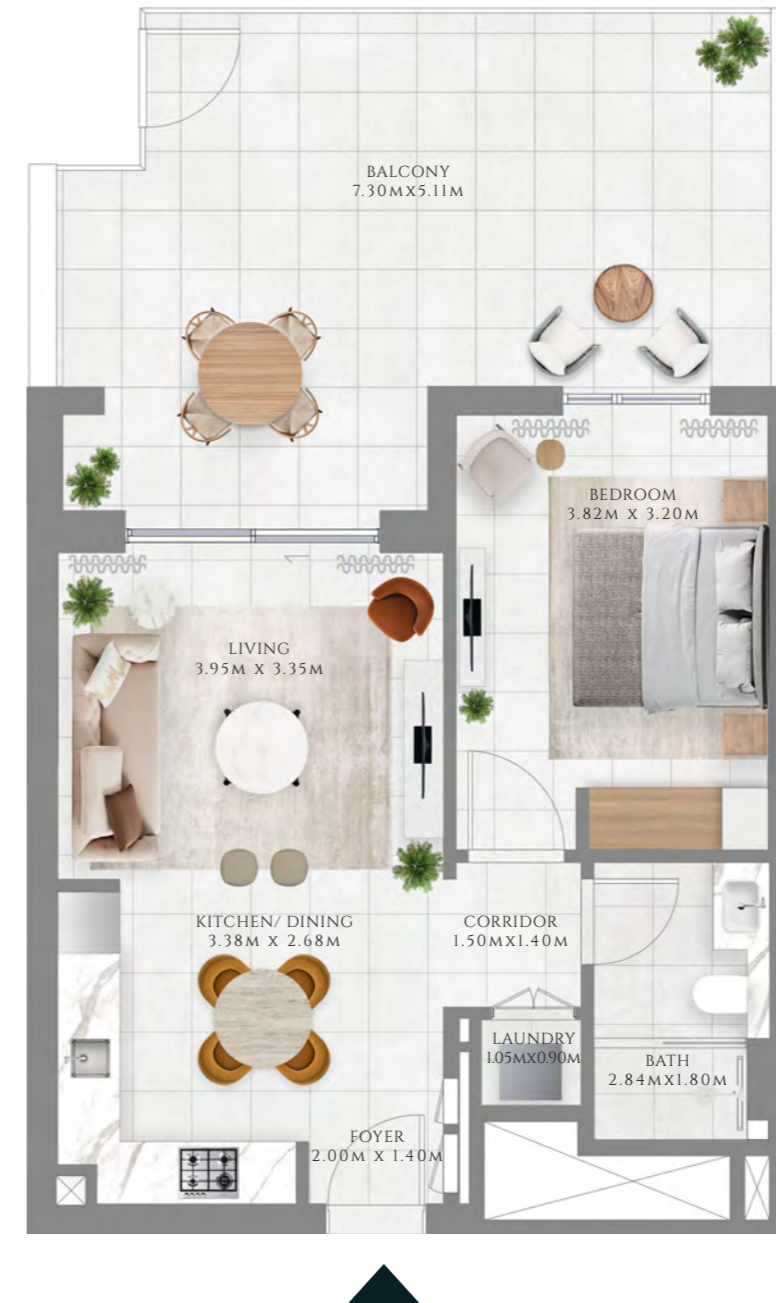 BALCONY
7.30MX5.11M
BEDROOM
3.82M X 3.20M
LIVING
3.95M X 3.35M
KITCHEN/ DINING
3.38M X 2.68M
CORRIDOR
1.50MX1.40M
LAUNDRY
1.05MX0.90M
BATH
2.84MX1.80M
FOYER
2.00M X 1.40M